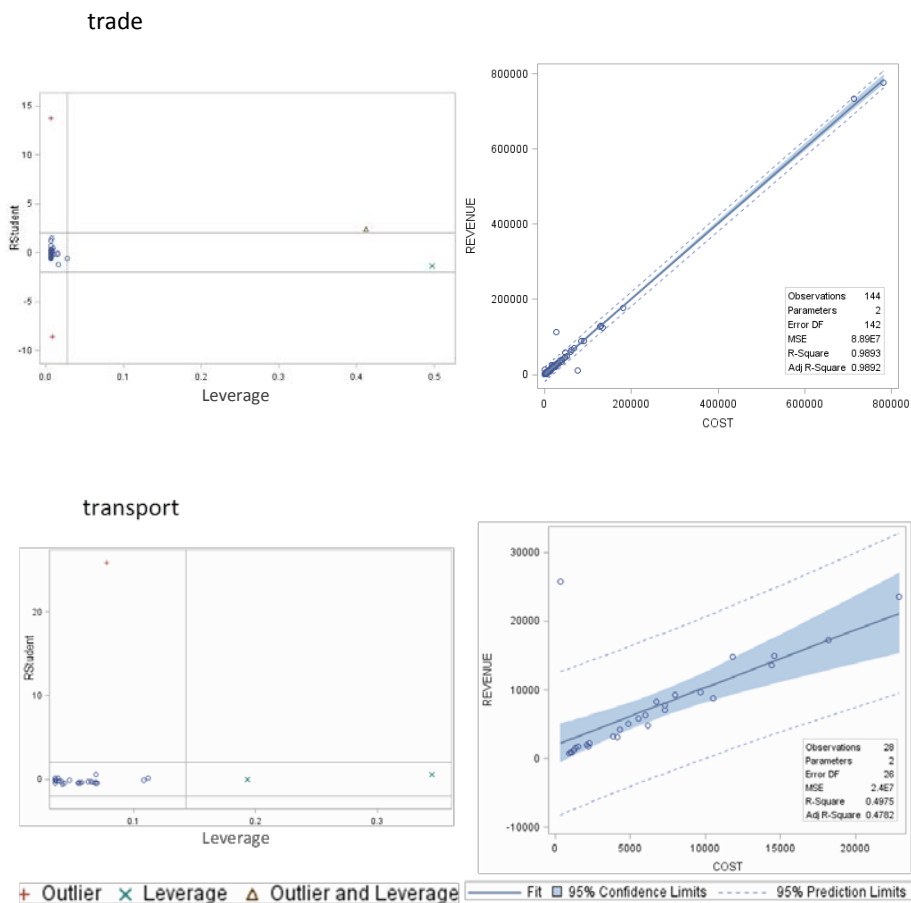 trade
15
10
5
0
-5
-10
RStudent
0.0 0.1 0.2 0.3 0.4 0.5
Leverage
800000
600000
400000
200000
0
REVENUE
Observations 144
Parameters 2
Error DF 142
MSE 8.89E7
R-Square 0.9893
Adj R-Square 0.9892
0 200000 400000 600000 800000
COST
transport
20
10
0
RStudent
0.1 0.2 0.3
Leverage
30000
20000
10000
0
-10000
REVENUE
Observations 28
Parameters 2
Error DF 26
MSE 2.4E7
R-Square 0.4975
Adj R-Square 0.4782
0 5000 10000 15000 20000
COST
Outlier Leverage Outlier and Leverage
Fit 95% Confidence Limits 95% Prediction Limits